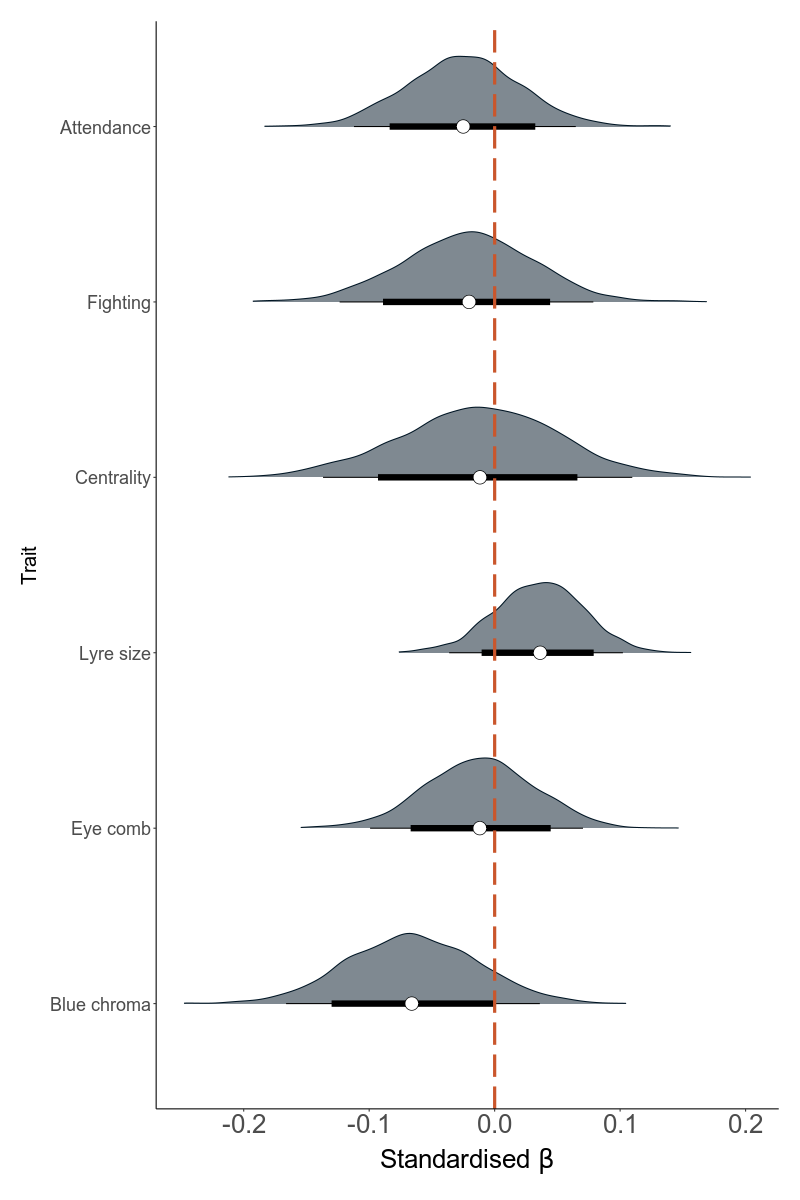 Attendance
Fighting
Centrality
Trait
Lyre size
Eye comb
Blue chroma
-0.2 -0.1 0.0 0.1 0.2
Standardised β